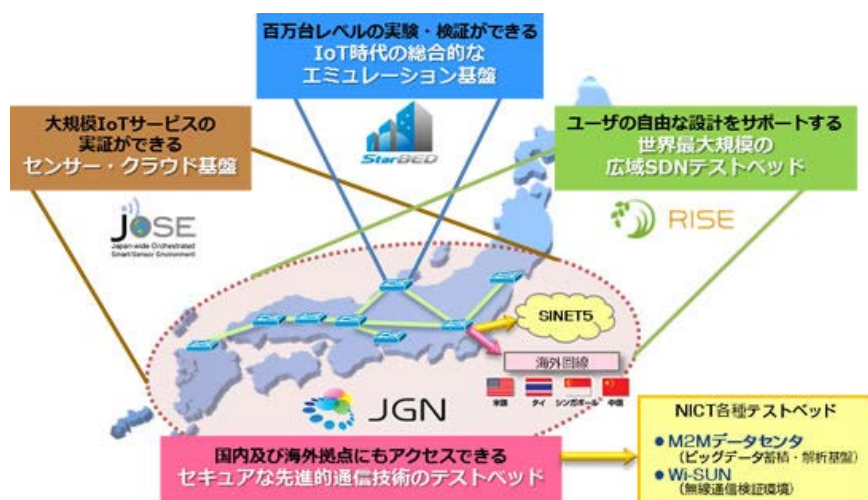 百万台レベルの実験・検証ができる
IoT時代の総合的な
エミュレーション基盤
大規模IoTサービスの
実証ができる
センサー・クラウド基盤
ユーザの自由な設計をサポートする
世界最大規模の
広域SDNテストベッド
StarBED
JOSE
Japan-wide Orchestrated
Smart/Sensor Environment
RISE
SINET5
海外回線
米国
タイ
シンガポール
中国
JGN
国内及び海外拠点にもアクセスできる
セキュアな先進的通信技術のテストベッド
NICT各種テストベッド
● M2Mデータセンタ
(ビッグデータ蓄積・解析基盤)
● Wi-SUN
(無線通信検証環境)